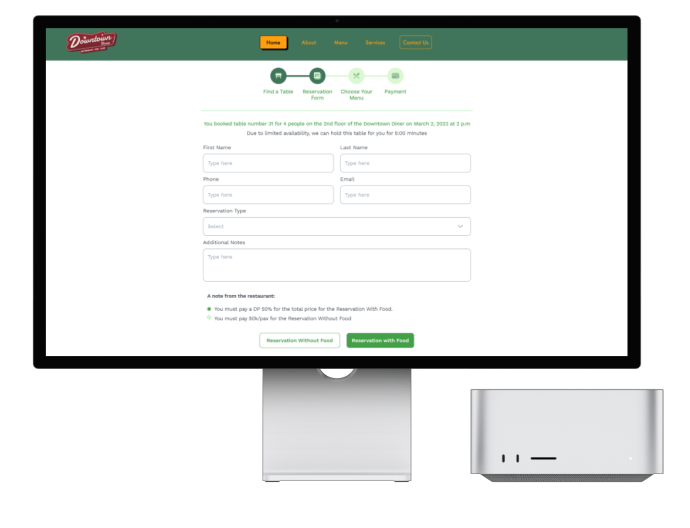 Downtown
Diner
Home
About
Menu
Services
Contact Us
Find a Table
Reservation
Form
Choose Your
Menu
Payment
You booked table number 31 for 4 people on the 2nd floor of the Downtown Diner on March 2, 2023 at 2 p.m
Due to limited availability, we can hold this table for you for 5:00 minutes
First Name
Last Name
Type here
Type here
Phone
Email
Type here
Type here
Reservation Type
Select
Additional Notes
Type here
A note from the restaurant:
You must pay a DP 50% for the total price for the Reservation With Food.
You must pay 50k/pax for the Reservation Without Food
Reservation Without Food
Reservation with Food